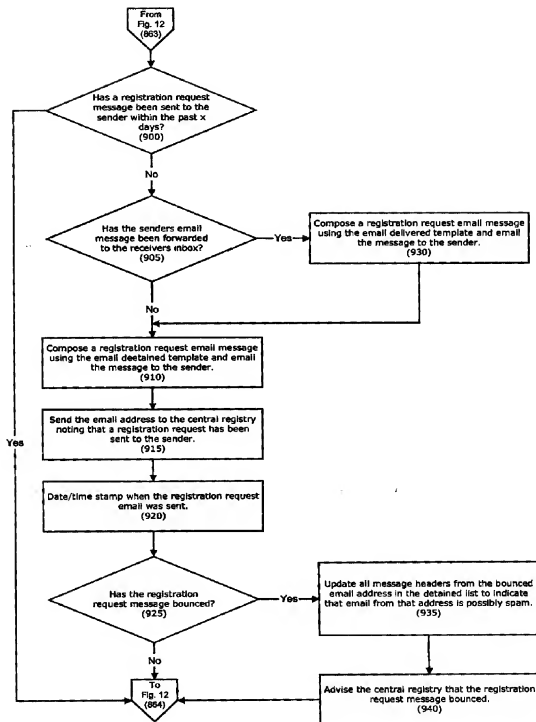 From
Fig. 12
(863)
Has a registration request
message been sent to the
sender within the past x
days?
(900)
No
Has the senders email
message been forwarded
to the receivers inbox?
(905)
Yes
Compose a registration request email message
using the email delivered template and email
the message to the sender.
(930)
No
Compose a registration request email message
using the email deetained template and email
the message to the sender.
(910)
Send the email address to the central registry
noting that a registration request has been
sent to the sender.
(915)
Yes
Date/time stamp when the registration request
email was sent.
(920)
Has the registration
request message bounced?
(925)
Yes
Update all message headers from the bounced
email address in the detained list to indicate
that email from that address is possibly spam.
(935)
No
To
Fig. 12
(864)
Advise the central registry that the registration
request message bounced.
(940)